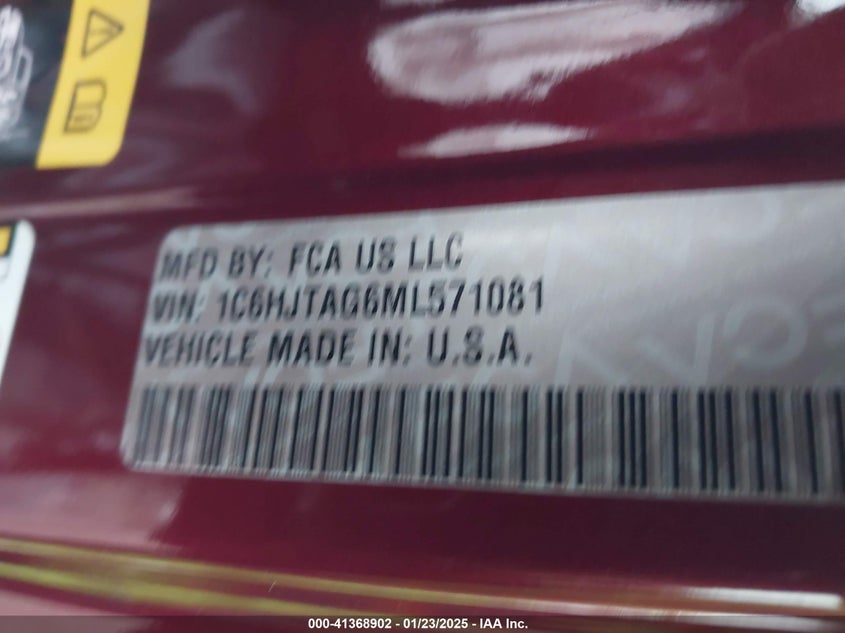 MFD BY: FCA US LLC
VIN: 1C6HJTAG6ML571081
VEHICLE MADE IN: U.S.A.
000-41368902 - 01/23/2025 - IAA Inc.